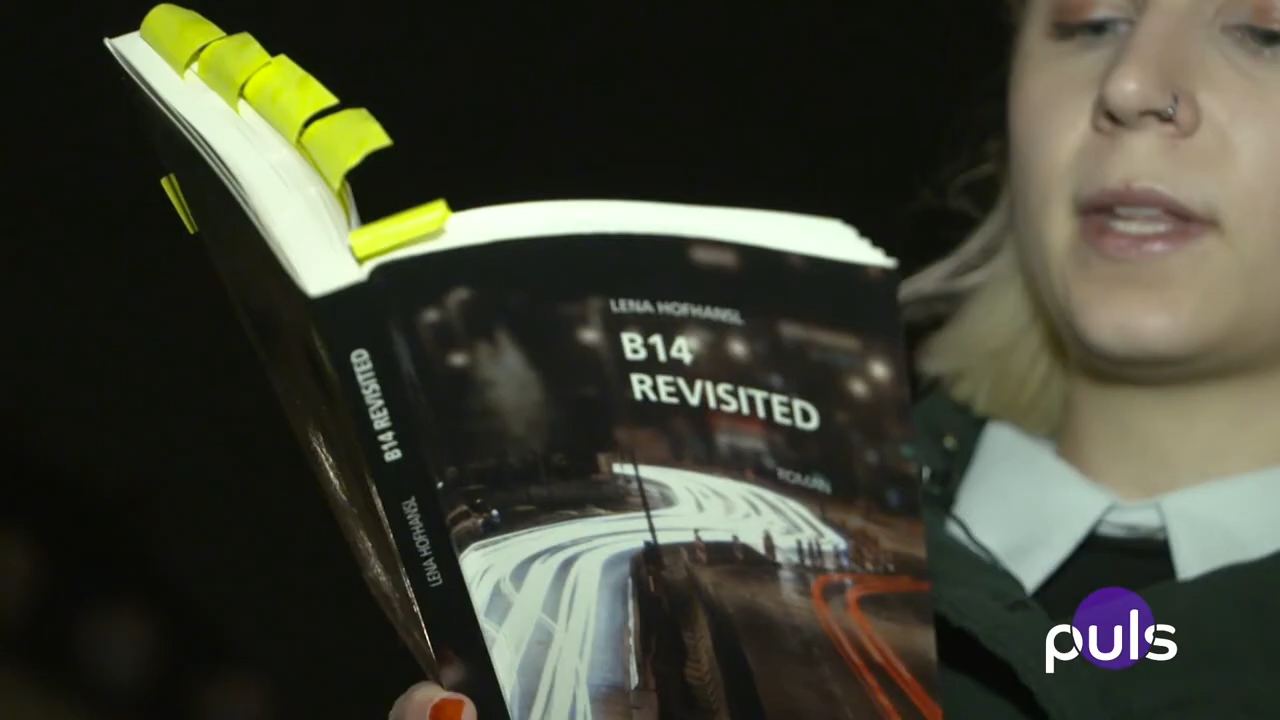 LENA HOFHANSL
B14
REVISITED
ROMAN
B14 REVISITED
LENA HOFHANSL
puls